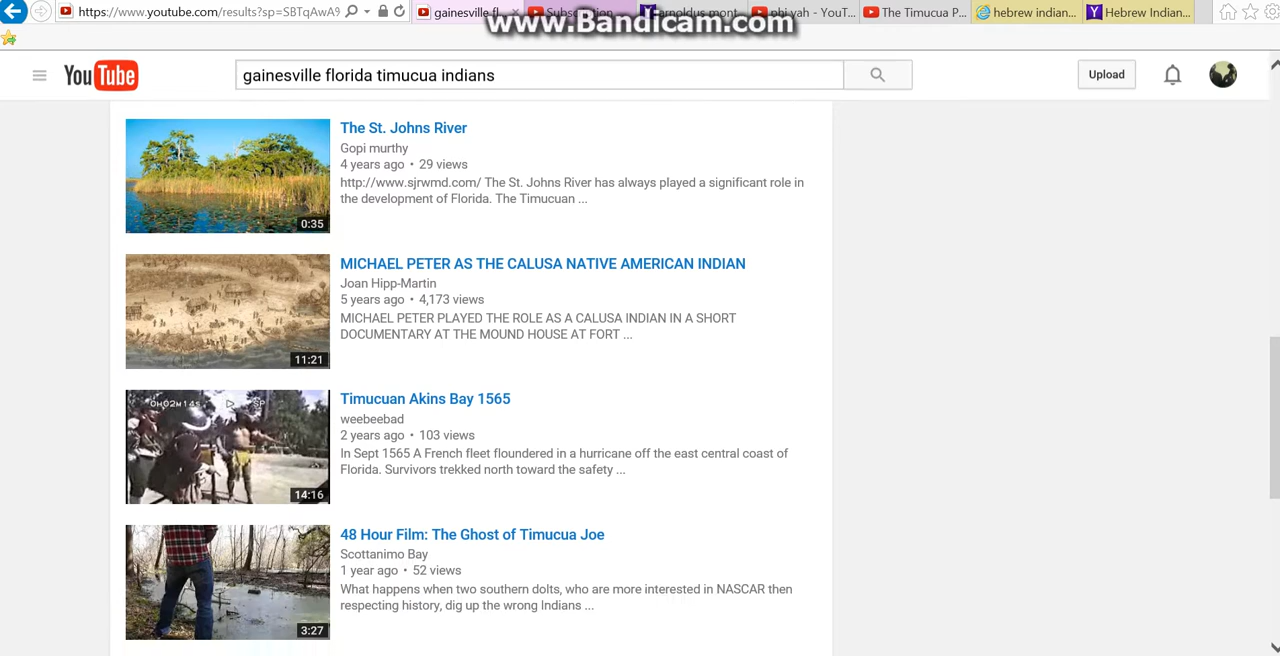 https://www.youtube.com/results?sp=SBTqAwA9
gainesville fl...
Subscription
arnoldus mont...
phi yah - YouT...
The Timucua P...
hebrew indian...
Hebrew Indian...
www.Bandicam.com
YouTube
gainesville florida timucua indians
Upload
The St. Johns River
Gopi murthy
4 years ago • 29 views
http://www.sjrwmd.com/ The St. Johns River has always played a significant role in
the development of Florida. The Timucuan ...
0:35
MICHAEL PETER AS THE CALUSA NATIVE AMERICAN INDIAN
Joan Hipp-Martin
5 years ago • 4,173 views
MICHAEL PETER PLAYED THE ROLE AS A CALUSA INDIAN IN A SHORT
DOCUMENTARY AT THE MOUND HOUSE AT FORT ...
11:21
Timucuan Akins Bay 1565
0H02M14s SP
weebeebad
2 years ago • 103 views
In Sept 1565 A French fleet floundered in a hurricane off the east central coast of
Florida. Survivors trekked north toward the safety ...
14:16
48 Hour Film: The Ghost of Timucua Joe
Scottanimo Bay
1 year ago • 52 views
What happens when two southern dolts, who are more interested in NASCAR then
respecting history, dig up the wrong Indians ...
3:27